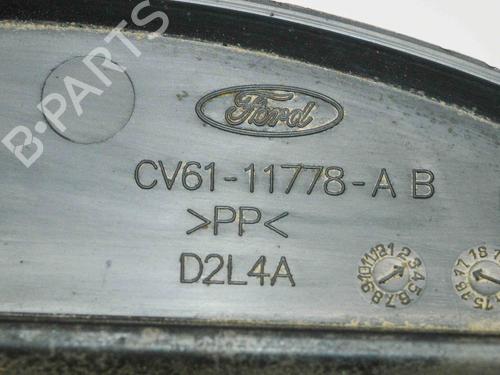 B-PARTS
Ford
CV61-11778-A B
>PP<
D2L4A